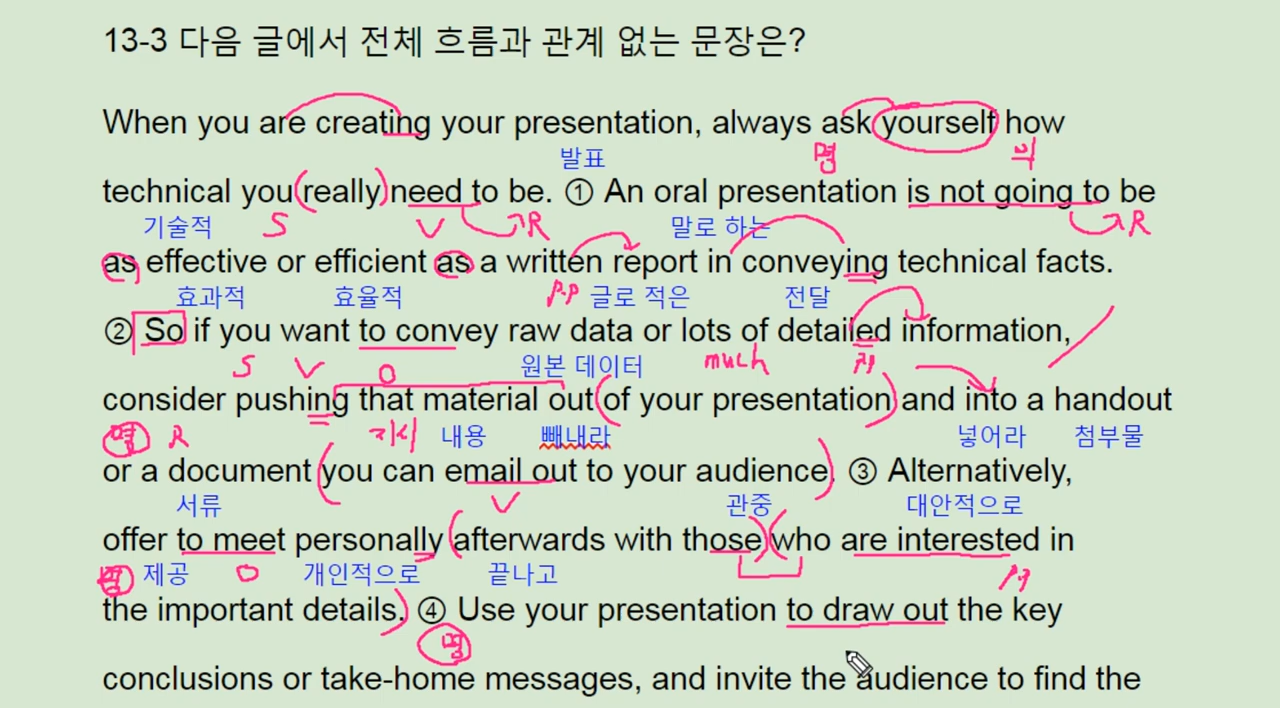 13-3 다음 글에서 전체 흐름과 관계 없는 문장은?
When you are creating your presentation, always ask yourself how
발표 명 의
technical you really need to be. ① An oral presentation is not going to be
기술적 S V R 말로 하는 R
as effective or efficient as a written report in conveying technical facts.
효과적 효율적 p.p 글로 적은 전달
② So if you want to convey raw data or lots of detailed information,
S V O 원본 데이터 much
consider pushing that material out of your presentation and into a handout
명 R 지시 내용 빼내라 넣어라 첨부물
or a document you can email out to your audience. ③ Alternatively,
서류 V 관중 대안적으로
offer to meet personally afterwards with those who are interested in
명 제공 O 개인적으로 끝나고
the important details. ④ Use your presentation to draw out the key
명
conclusions or take-home messages, and invite the audience to find the